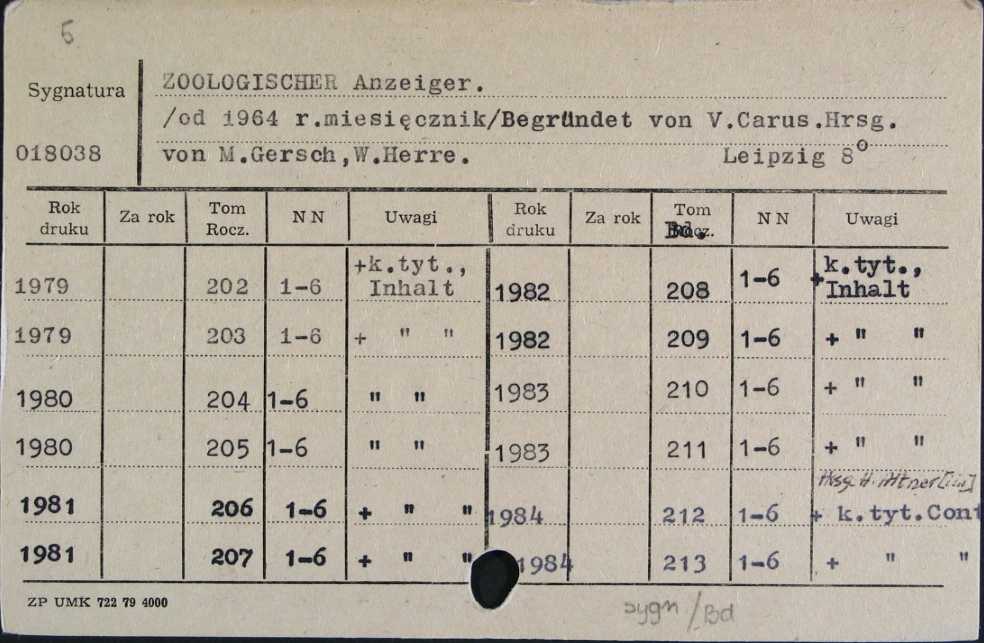 5
Sygnatura
ZOOLOGISCHER Anzeiger.
/od 1964 r.miesięcznik/Begründet von V.Carus.Hrsg.
018038
von M.Gersch,W.Herre. Leipzig 8o
Rok druku Za rok Tom Rocz. NN Uwagi Rok druku Za rok Tom Bd. NN Uwagi
1979 202 1-6 +k.tyt., Inhalt 1982 208 1-6 +k.tyt., Inhalt
1979 203 1-6 + " " 1982 209 1-6 + " "
1980 204 1-6 " " 1983 210 1-6 + " "
1980 205 1-6 " " 1983 211 1-6 + " "
Hrsg. H.
1981 206 1-6 + " " 1984 212 1-6 + k.tyt.Cont
1981 207 1-6 + " " 1984 213 1-6 + " "
ZP UMK 722 79 4000
sygn/Bd